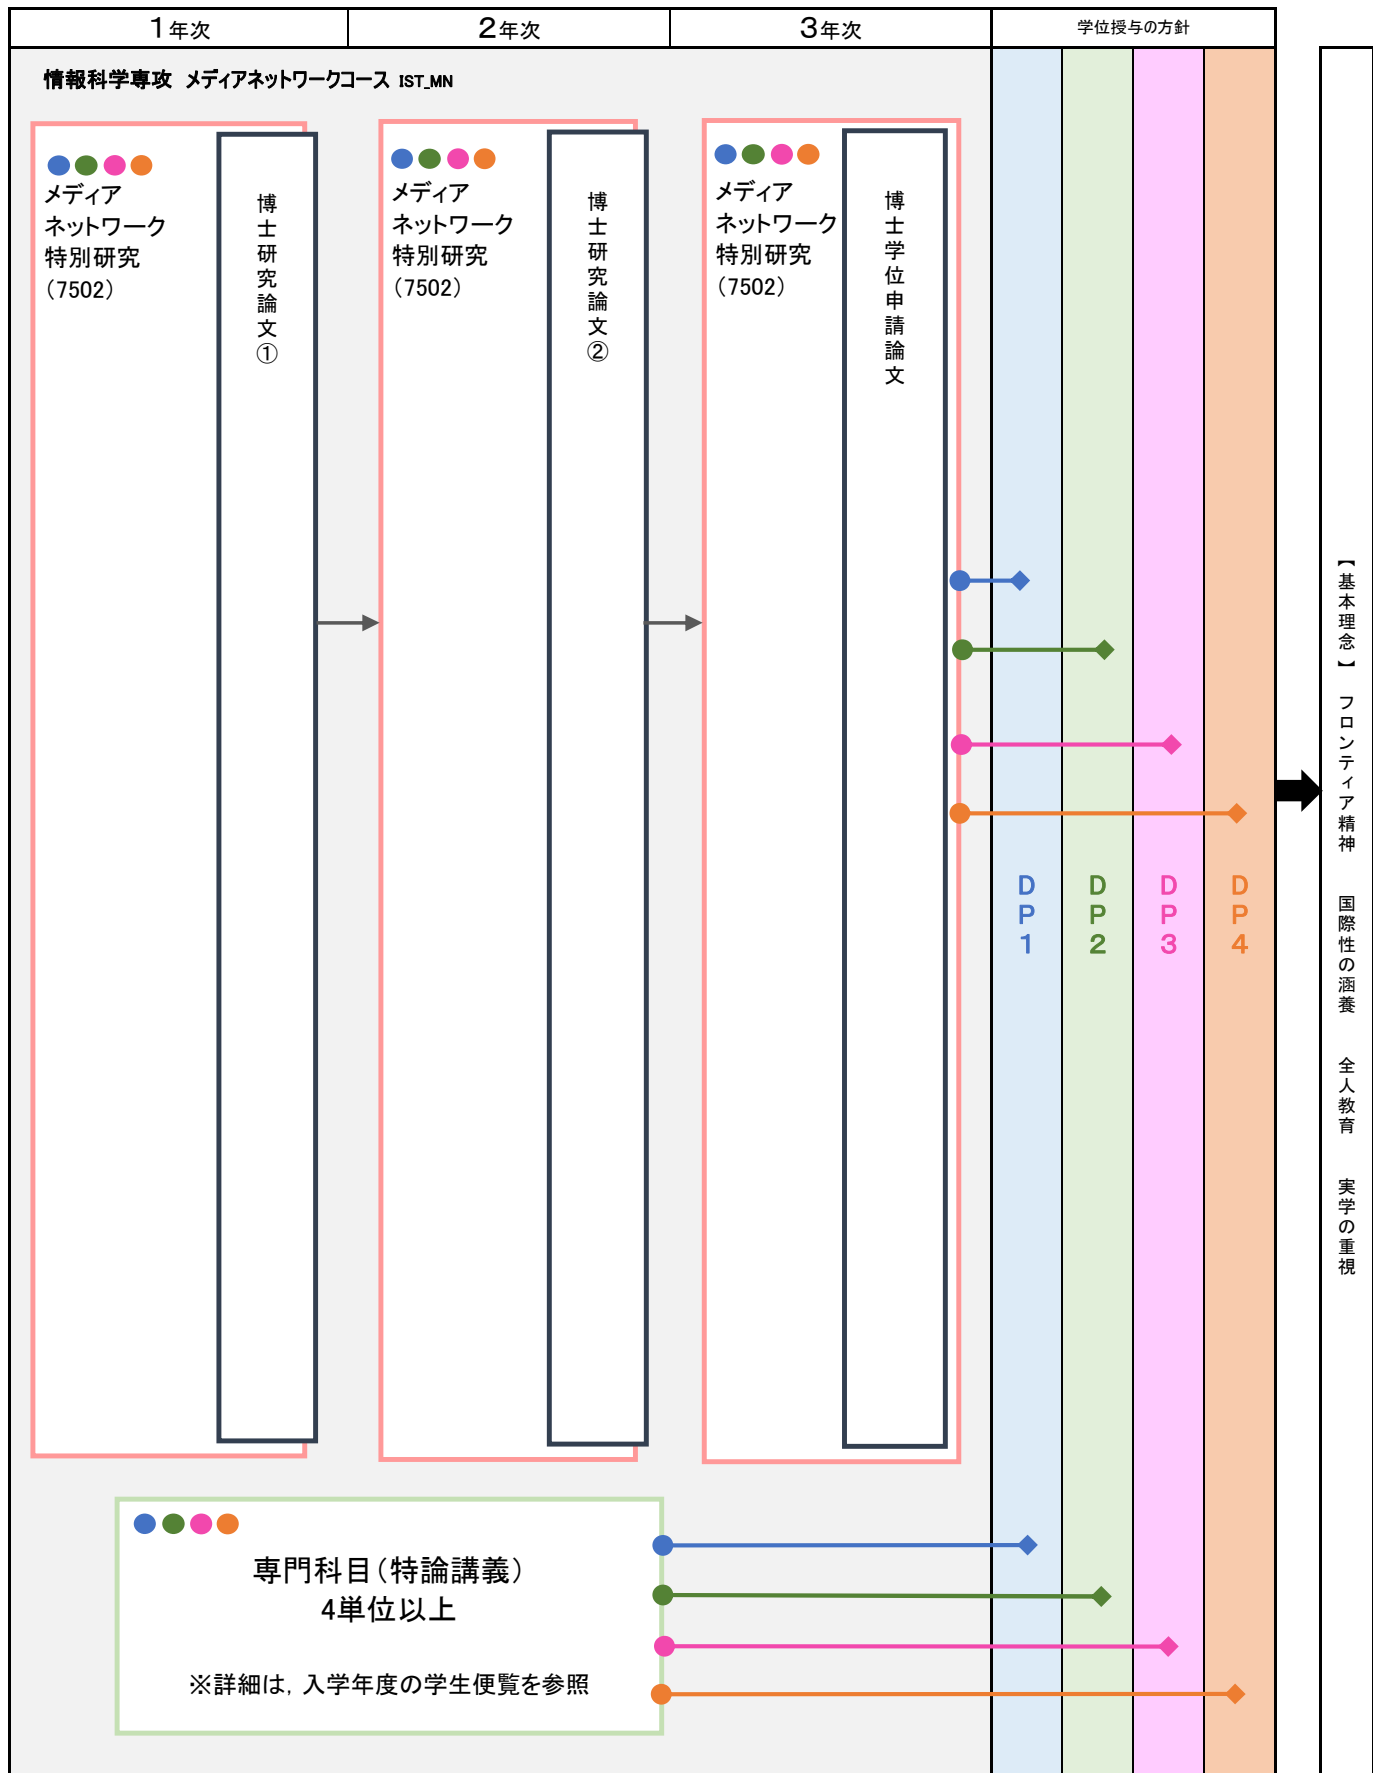 1年次
2年次
3年次
学位授与の方針
情報科学専攻 メディアネットワークコース IST_MN
メディア
ネットワーク
特別研究
(7502)
博士研究論文①
メディア
ネットワーク
特別研究
(7502)
博士研究論文②
メディア
ネットワーク
特別研究
(7502)
博士学位申請論文
DP1
DP2
DP3
DP4
【基本理念】 フロンティア精神 国際性の涵養 全人教育 実学の重視
専門科目(特論講義)
4単位以上
※詳細は, 入学年度の学生便覧を参照